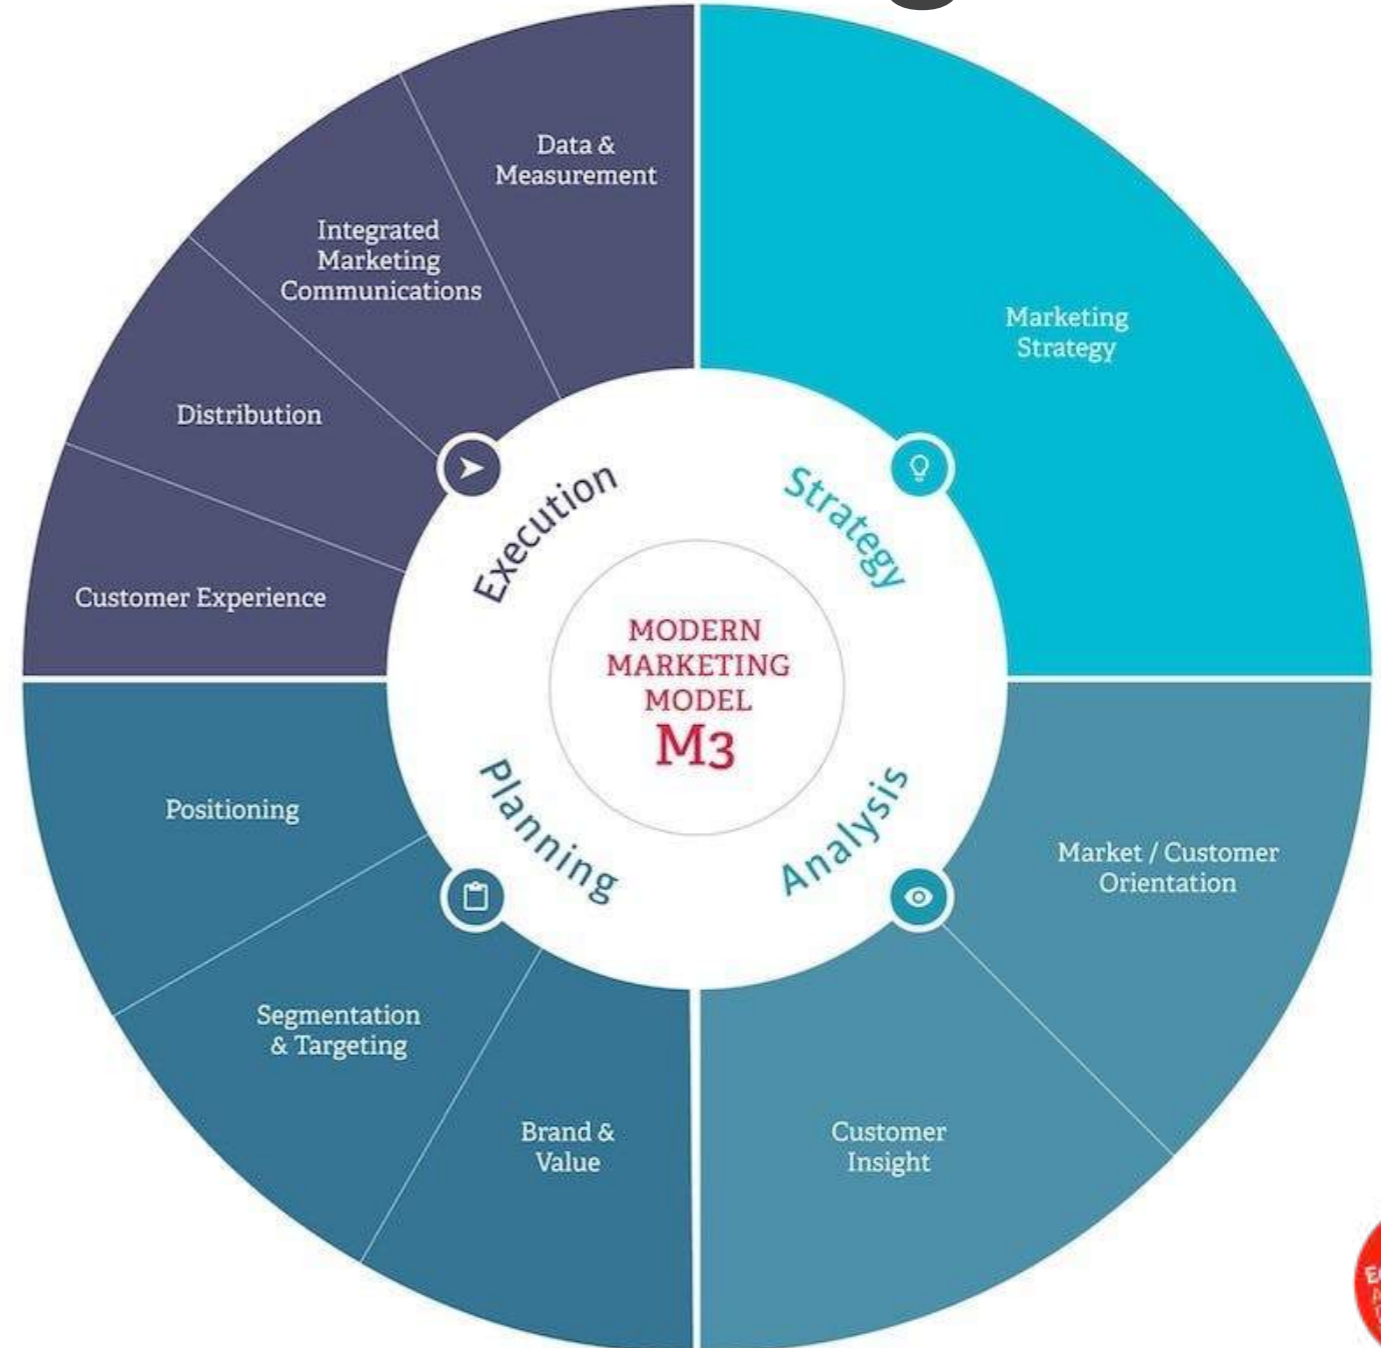 Data &
Measurement
Integrated
Marketing
Communications
Distribution
Customer Experience
Marketing
Strategy
Execution
Strategy
MODERN
MARKETING
MODEL
M3
Planning
Analysis
Positioning
Segmentation
& Targeting
Brand &
Value
Market / Customer
Orientation
Customer
Insight